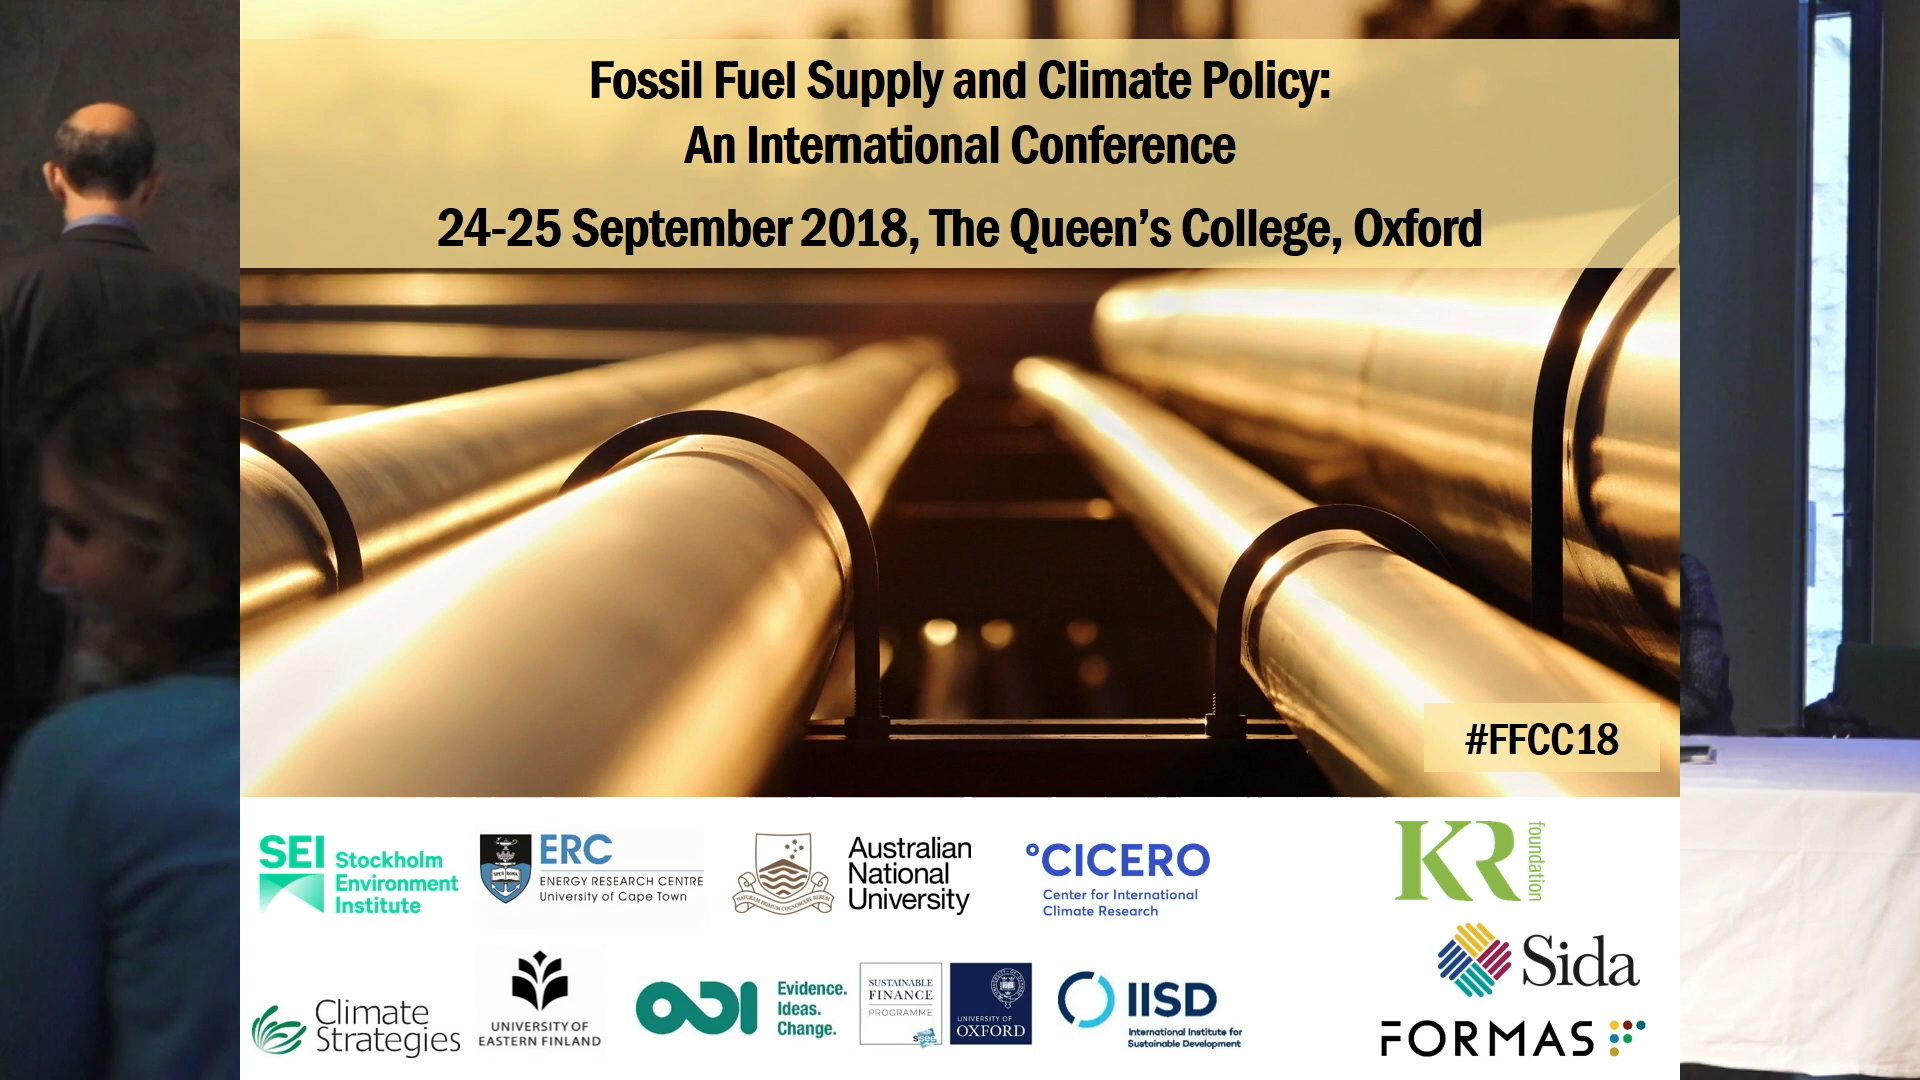 Fossil Fuel Supply and Climate Policy:
An International Conference
24-25 September 2018, The Queen’s College, Oxford
#FFCC18
SEI Stockholm
Environment
Institute
ERC
ENERGY RESEARCH CENTRE
University of Cape Town
Australian
National
University
°CICERO
Center for International
Climate Research
KR
foundation
Climate
Strategies
UNIVERSITY OF
EASTERN FINLAND
ODI
Evidence.
Ideas.
Change.
SUSTAINABLE
FINANCE
PROGRAMME
UNIVERSITY OF
OXFORD
IISD
International Institute for
Sustainable Development
Sida
FORMAS